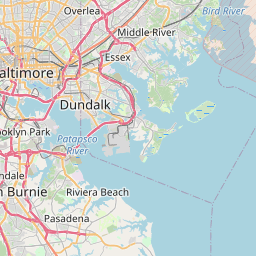 Overlea
Bird River
Middle River
Essex
altimore
Dundalk
ooklyn Park
Patapsco
River
ndale
n Burnie
Riviera Beach
Pasadena